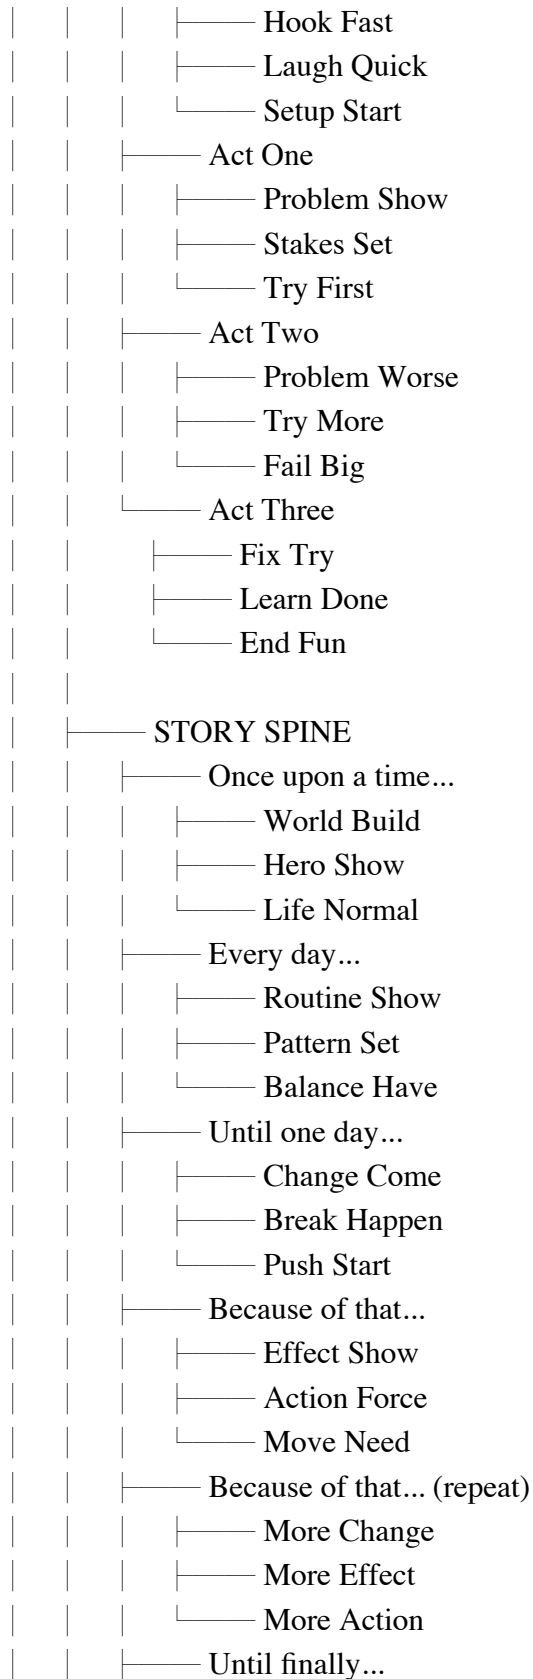 Hook Fast
Laugh Quick
Setup Start
Act One
Problem Show
Stakes Set
Try First
Act Two
Problem Worse
Try More
Fail Big
Act Three
Fix Try
Learn Done
End Fun
STORY SPINE
Once upon a time...
World Build
Hero Show
Life Normal
Every day...
Routine Show
Pattern Set
Balance Have
Until one day...
Change Come
Break Happen
Push Start
Because of that...
Effect Show
Action Force
Move Need
Because of that... (repeat)
More Change
More Effect
More Action
Until finally...